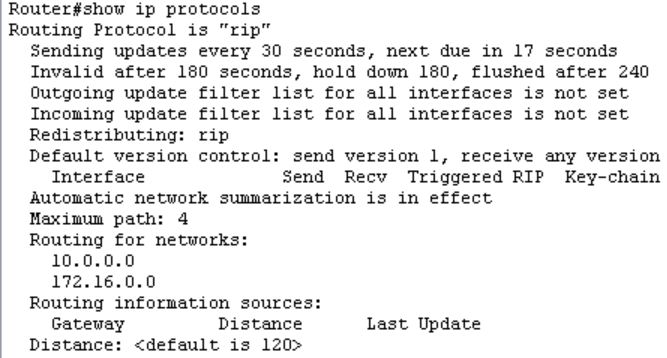 Router#show ip protocols
Routing Protocol is "rip"
Sending updates every 30 seconds, next due in 17 seconds
Invalid after 180 seconds, hold down 180, flushed after 240
Outgoing update filter list for all interfaces is not set
Incoming update filter list for all interfaces is not set
Redistributing: rip
Default version control: send version 1, receive any version
Interface Send Recv Triggered RIP Key-chain
Automatic network summarization is in effect
Maximum path: 4
Routing for networks:
10.0.0.0
172.16.0.0
Routing information sources:
Gateway Distance Last Update
Distance: <default is 120>